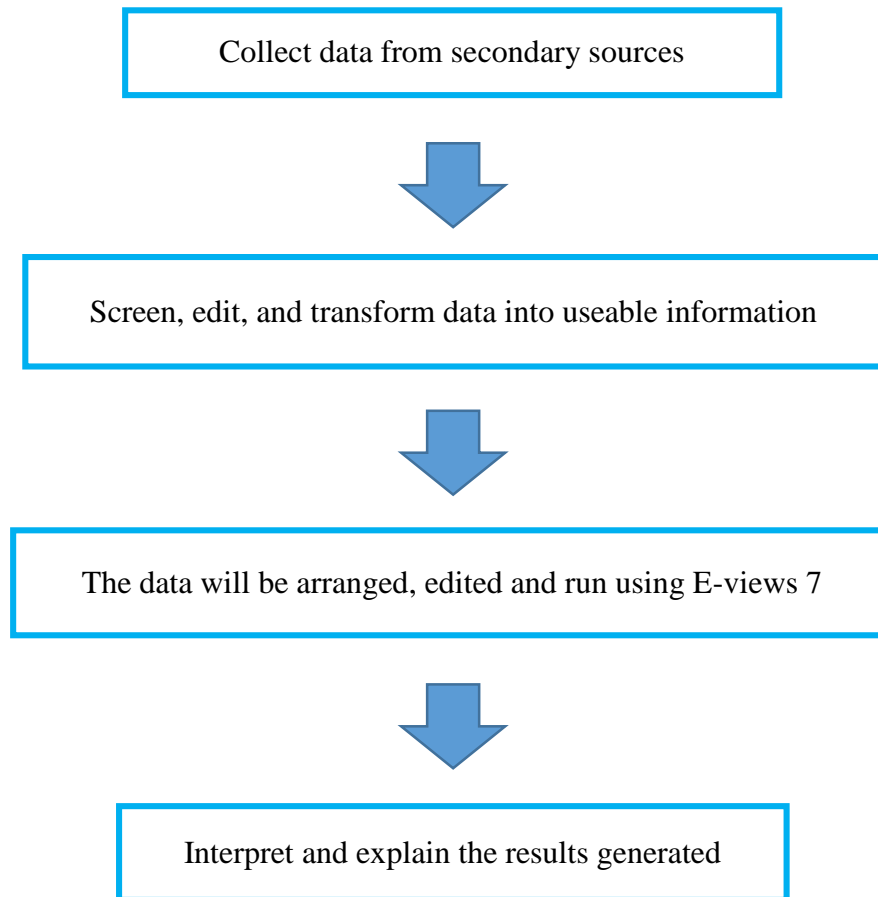 Collect data from secondary sources
Screen, edit, and transform data into useable information
The data will be arranged, edited and run using E-views 7
Interpret and explain the results generated